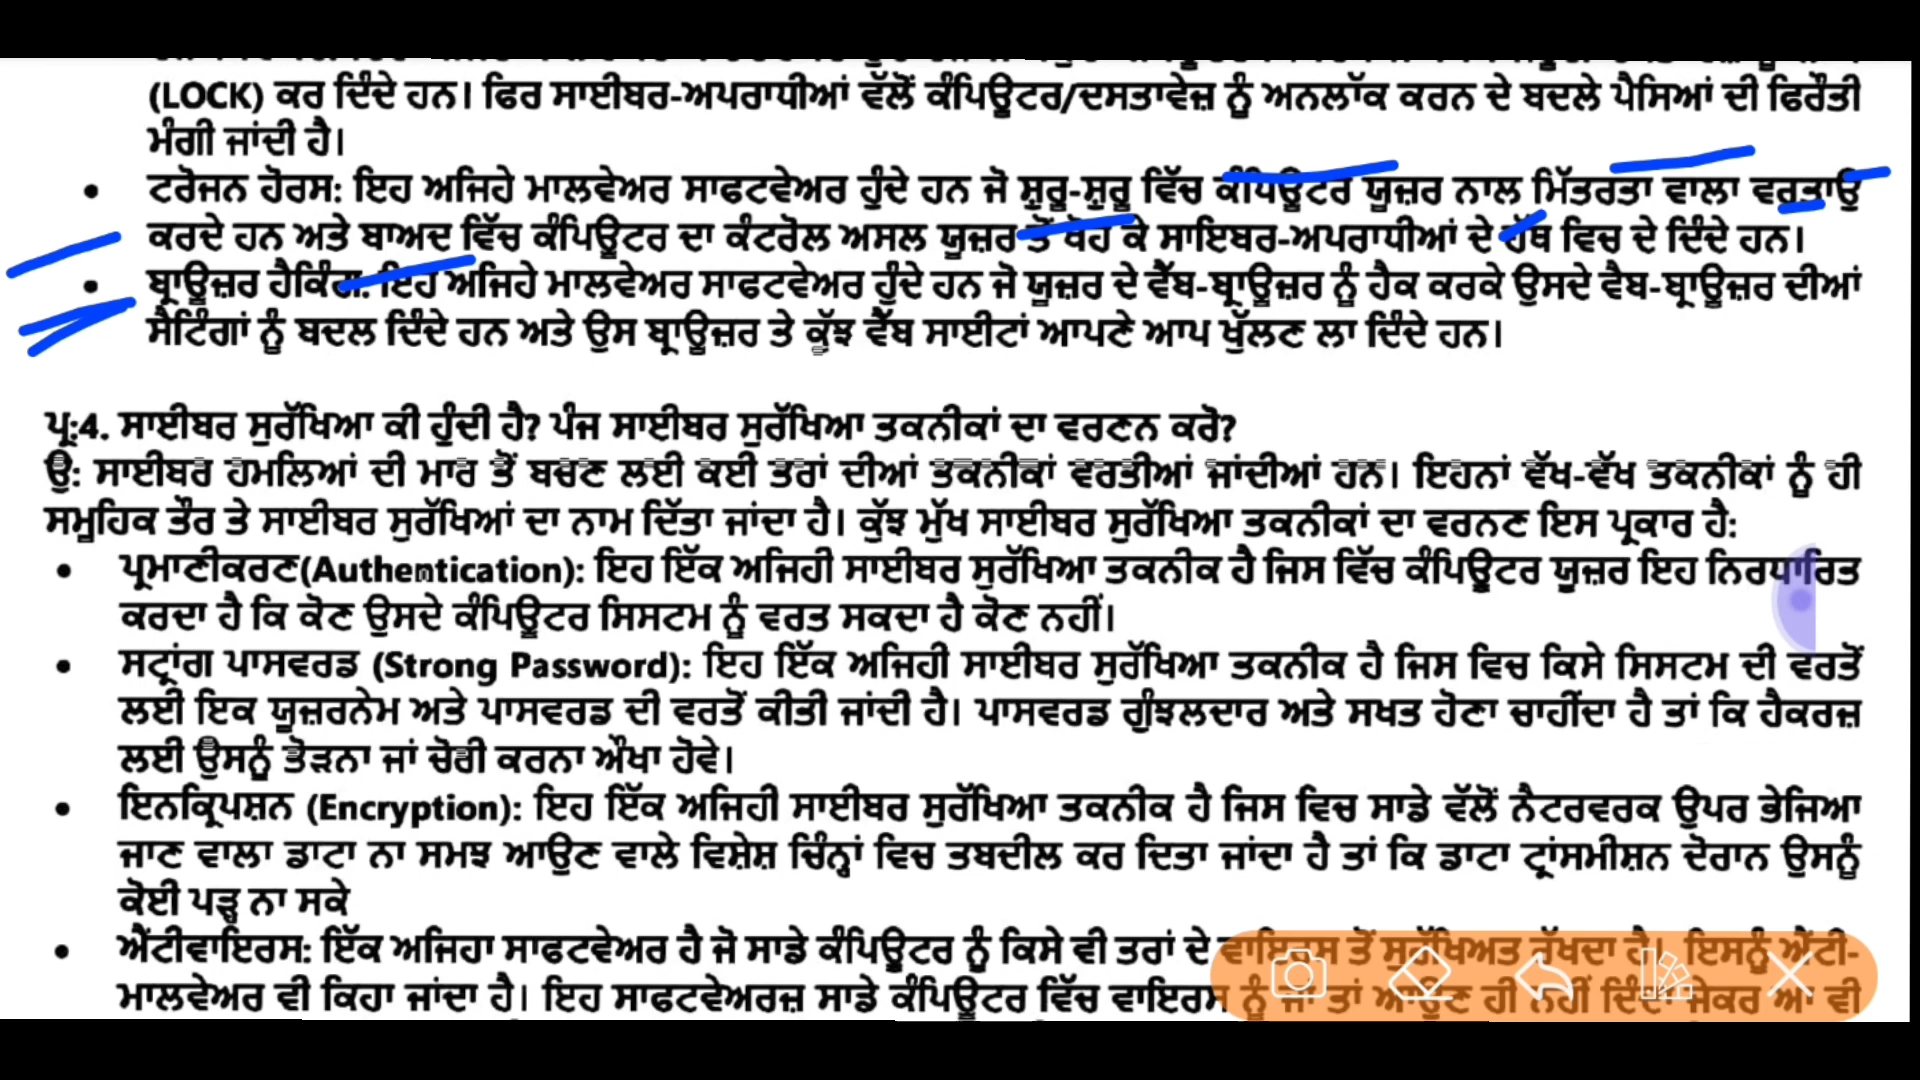 (LOCK) ਕਰ ਦਿੰਦੇ ਹਨ। ਫਿਰ ਸਾਈਬਰ-ਅਪਰਾਧੀਆਂ ਵੱਲੋਂ ਕੰਪਿਊਟਰ/ਦਸਤਾਵੇਜ਼ ਨੂੰ ਅਨਲਾੱਕ ਕਰਨ ਦੇ ਬਦਲੇ ਪੈਸਿਆਂ ਦੀ ਫਿਰੌਤੀ
ਮੰਗੀ ਜਾਂਦੀ ਹੈ।
• ਟਰੋਜਨ ਹੋਰਸ: ਇਹ ਅਜਿਹੇ ਮਾਲਵੇਅਰ ਸਾਫਟਵੇਅਰ ਹੁੰਦੇ ਹਨ ਜੋ ਸ਼ੁਰੂ-ਸ਼ੁਰੂ ਵਿੱਚ ਕੰਪਿਊਟਰ ਯੂਜ਼ਰ ਨਾਲ ਮਿੱਤਰਤਾ ਵਾਲਾ ਵਰਤਾਉ
ਕਰਦੇ ਹਨ ਅਤੇ ਬਾਅਦ ਵਿੱਚ ਕੰਪਿਊਟਰ ਦਾ ਕੰਟਰੋਲ ਅਸਲ ਯੂਜ਼ਰ ਤੋਂ ਖੋਹ ਕੇ ਸਾਇਬਰ-ਅਪਰਾਧੀਆਂ ਦੇ ਹੱਥ ਵਿਚ ਦੇ ਦਿੰਦੇ ਹਨ।
• ਬ੍ਰਾਊਜ਼ਰ ਹੈਕਿੰਗ: ਇਹ ਅਜਿਹੇ ਮਾਲਵੇਅਰ ਸਾਫਟਵੇਅਰ ਹੁੰਦੇ ਹਨ ਜੋ ਯੂਜ਼ਰ ਦੇ ਵੈੱਬ-ਬ੍ਰਾਊਜ਼ਰ ਨੂੰ ਹੈਕ ਕਰਕੇ ਉਸਦੇ ਵੈਬ-ਬ੍ਰਾਊਜ਼ਰ ਦੀਆਂ
ਸੈਟਿੰਗਾਂ ਨੂੰ ਬਦਲ ਦਿੰਦੇ ਹਨ ਅਤੇ ਉਸ ਬ੍ਰਾਊਜ਼ਰ ਤੇ ਕੁੱਝ ਵੈੱਬ ਸਾਈਟਾਂ ਆਪਣੇ ਆਪ ਖੁੱਲਣ ਲਾ ਦਿੰਦੇ ਹਨ।
ਪ੍ਰ:4. ਸਾਈਬਰ ਸੁਰੱਖਿਆ ਕੀ ਹੁੰਦੀ ਹੈ? ਪੰਜ ਸਾਈਬਰ ਸੁਰੱਖਿਆ ਤਕਨੀਕਾਂ ਦਾ ਵਰਣਨ ਕਰੋ?
ਉ: ਸਾਈਬਰ ਹਮਲਿਆਂ ਦੀ ਮਾਰ ਤੋਂ ਬਚਣ ਲਈ ਕਈ ਤਰਾਂ ਦੀਆਂ ਤਕਨੀਕਾਂ ਵਰਤੀਆਂ ਜਾਂਦੀਆਂ ਹਨ। ਇਹਨਾਂ ਵੱਖ-ਵੱਖ ਤਕਨੀਕਾਂ ਨੂੰ ਹੀ
ਸਮੂਹਿਕ ਤੌਰ ਤੇ ਸਾਈਬਰ ਸੁਰੱਖਿਆਂ ਦਾ ਨਾਮ ਦਿੱਤਾ ਜਾਂਦਾ ਹੈ। ਕੁੱਝ ਮੁੱਖ ਸਾਈਬਰ ਸੁਰੱਖਿਆ ਤਕਨੀਕਾਂ ਦਾ ਵਰਨਣ ਇਸ ਪ੍ਰਕਾਰ ਹੈ:
• ਪ੍ਰਮਾਣੀਕਰਣ(Authentication): ਇਹ ਇੱਕ ਅਜਿਹੀ ਸਾਈਬਰ ਸੁਰੱਖਿਆ ਤਕਨੀਕ ਹੈ ਜਿਸ ਵਿੱਚ ਕੰਪਿਊਟਰ ਯੂਜ਼ਰ ਇਹ ਨਿਰਧਾਰਿਤ
ਕਰਦਾ ਹੈ ਕਿ ਕੋਣ ਉਸਦੇ ਕੰਪਿਊਟਰ ਸਿਸਟਮ ਨੂੰ ਵਰਤ ਸਕਦਾ ਹੈ ਕੋਣ ਨਹੀਂ।
• ਸਟ੍ਰਾਂਗ ਪਾਸਵਰਡ (Strong Password): ਇਹ ਇੱਕ ਅਜਿਹੀ ਸਾਈਬਰ ਸੁਰੱਖਿਆ ਤਕਨੀਕ ਹੈ ਜਿਸ ਵਿਚ ਕਿਸੇ ਸਿਸਟਮ ਦੀ ਵਰਤੋਂ
ਲਈ ਇਕ ਯੂਜ਼ਰਨੇਮ ਅਤੇ ਪਾਸਵਰਡ ਦੀ ਵਰਤੋਂ ਕੀਤੀ ਜਾਂਦੀ ਹੈ। ਪਾਸਵਰਡ ਗੁੰਝਲਦਾਰ ਅਤੇ ਸਖਤ ਹੋਣਾ ਚਾਹੀਂਦਾ ਹੈ ਤਾਂ ਕਿ ਹੈਕਰਜ਼
ਲਈ ਉਸਨੂੰ ਤੋੜਨਾ ਜਾਂ ਚੋਰੀ ਕਰਨਾ ਔਖਾ ਹੋਵੇ।
• ਇਨਕ੍ਰਿਪਸ਼ਨ (Encryption): ਇਹ ਇੱਕ ਅਜਿਹੀ ਸਾਈਬਰ ਸੁਰੱਖਿਆ ਤਕਨੀਕ ਹੈ ਜਿਸ ਵਿਚ ਸਾਡੇ ਵੱਲੋਂ ਨੈਟਰਵਰਕ ਉਪਰ ਭੇਜਿਆ
ਜਾਣ ਵਾਲਾ ਡਾਟਾ ਨਾ ਸਮਝ ਆਉਣ ਵਾਲੇ ਵਿਸ਼ੇਸ਼ ਚਿੰਨ੍ਹਾਂ ਵਿਚ ਤਬਦੀਲ ਕਰ ਦਿਤਾ ਜਾਂਦਾ ਹੈ ਤਾਂ ਕਿ ਡਾਟਾ ਟ੍ਰਾਂਸਮੀਸ਼ਨ ਦੋਰਾਨ ਉਸਨੂੰ
ਕੋਈ ਪੜ੍ਹ ਨਾ ਸਕੇ
• ਐਂਟੀਵਾਇਰਸ: ਇੱਕ ਅਜਿਹਾ ਸਾਫਟਵੇਅਰ ਹੈ ਜੋ ਸਾਡੇ ਕੰਪਿਊਟਰ ਨੂੰ ਕਿਸੇ ਵੀ ਤਰਾਂ ਦੇ ਵਾਇਰਸ ਤੋਂ ਸੁਰੱਖਿਅਤ ਰੱਖਦਾ ਹੈ। ਇਸਨੂੰ ਐਂਟੀ-
ਮਾਲਵੇਅਰ ਵੀ ਕਿਹਾ ਜਾਂਦਾ ਹੈ। ਇਹ ਸਾਫਟਵੇਅਰਜ਼ ਸਾਡੇ ਕੰਪਿਊਟਰ ਵਿੱਚ ਵਾਇਰਸ ਨੂੰ ਜਾਂ ਤਾਂ ਆਉਣ ਹੀ ਨਹੀਂ ਦਿੰਦੇ ਜੇਕਰ ਆ ਵੀ